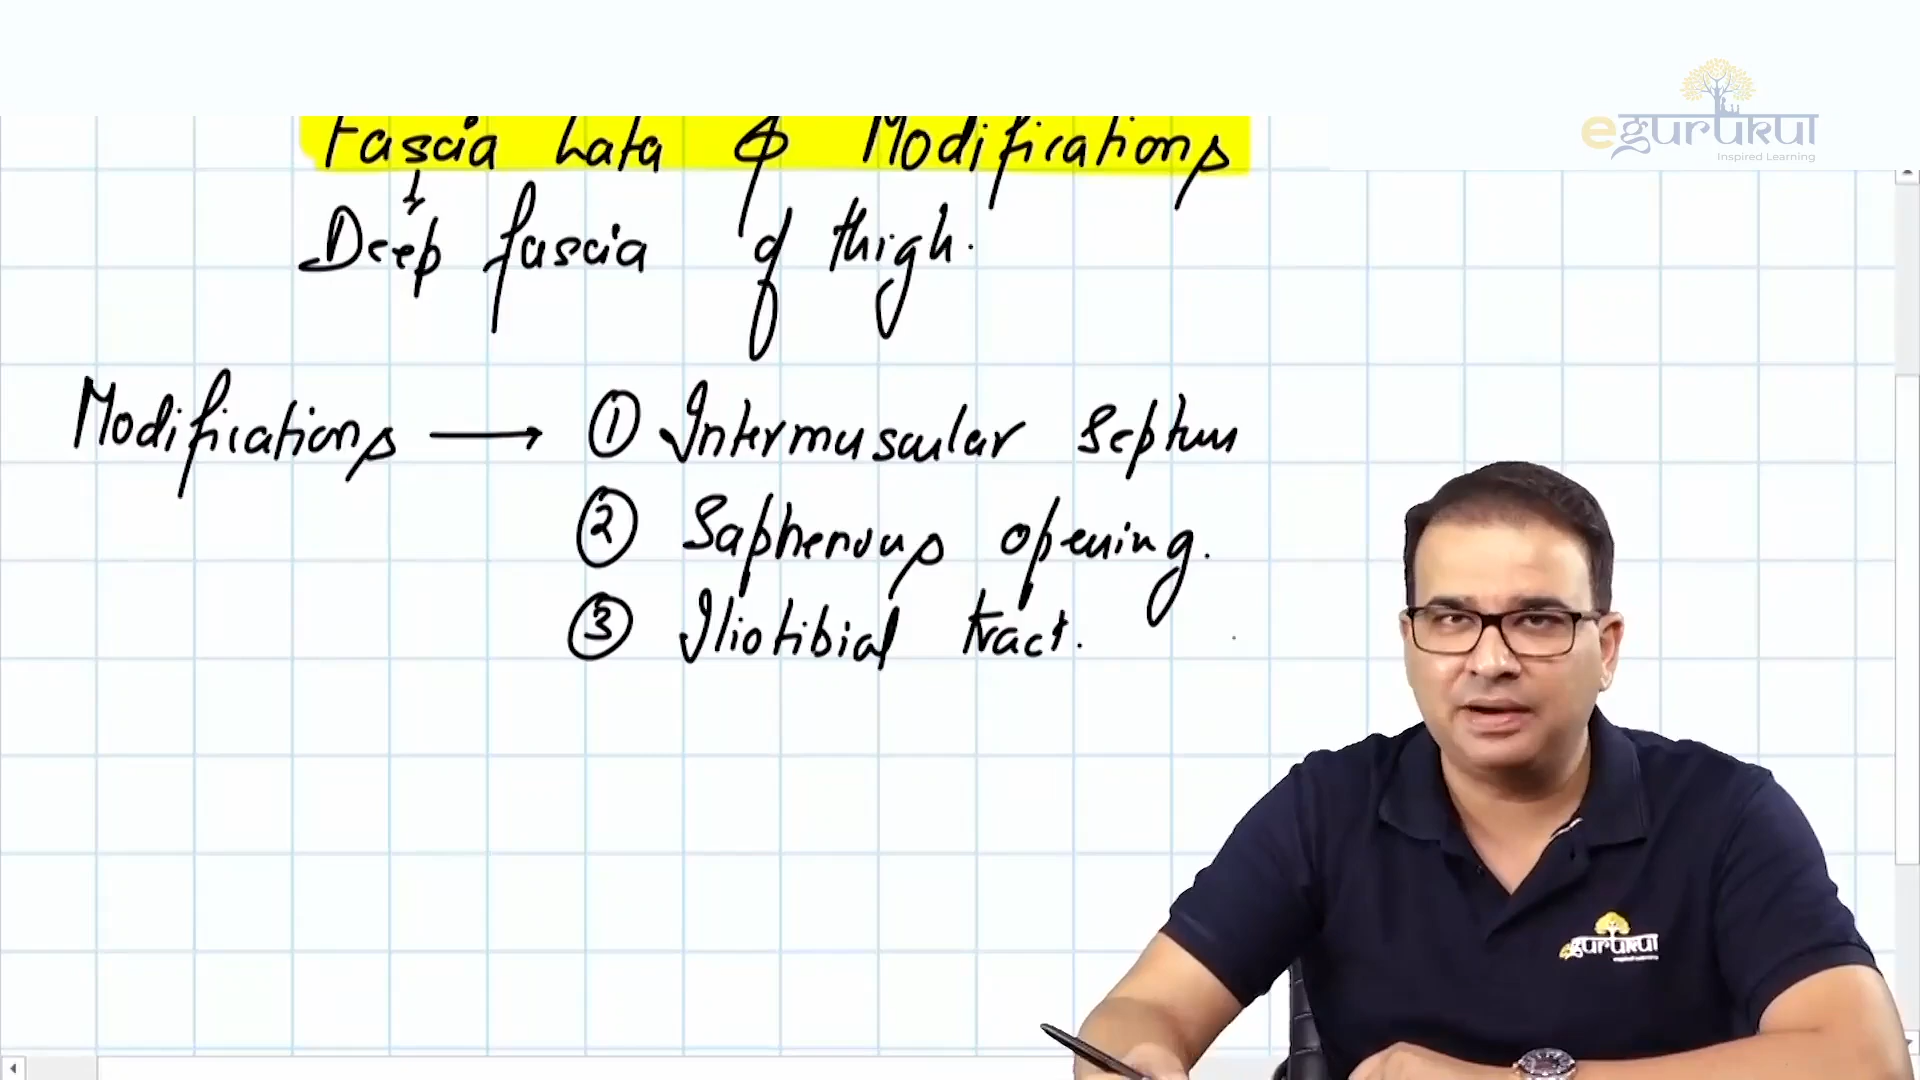 egurukul
Inspired Learning
Fascia Lata & Modifications
Deep fascia of thigh.
Modifications → ① Intermuscular Septum
② Saphenous opening.
③ Iliotibial tract.
egurukul